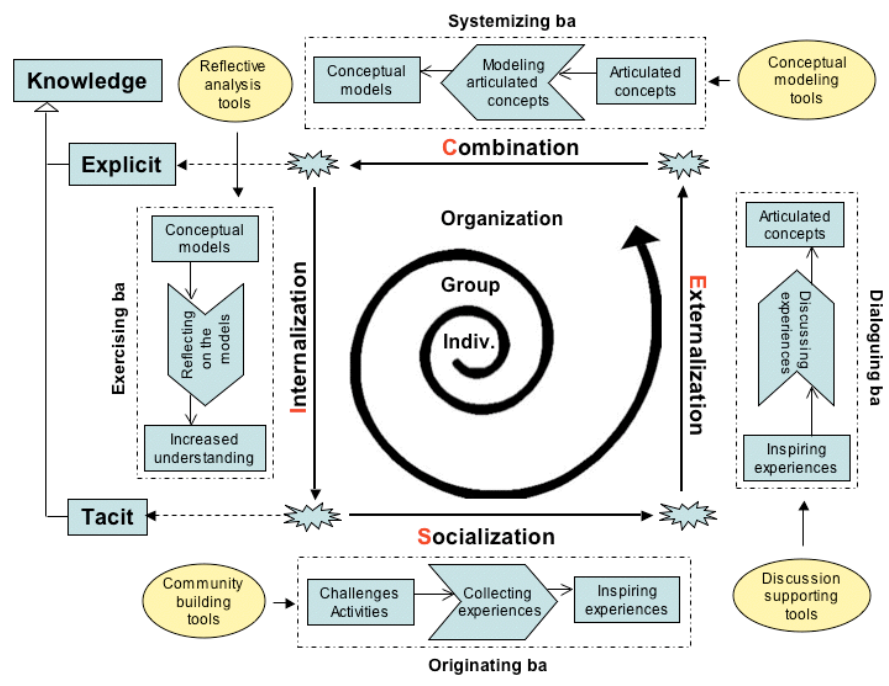 Systemizing ba
Knowledge
Reflective
analysis
tools
Conceptual
models
Modeling
articulated
concepts
Articulated
concepts
Conceptual
modeling
tools
Explicit
Combination
Conceptual
models
Reflecting
on the
models
Increased
understanding
Exercising ba
Internalization
Organization
Group
Indiv.
Externalization
Articulated
concepts
Discussing
experiences
Inspiring
experiences
Dialoguing ba
Tacit
Socialization
Community
building
tools
Challenges
Activities
Collecting
experiences
Inspiring
experiences
Discussion
supporting
tools
Originating ba